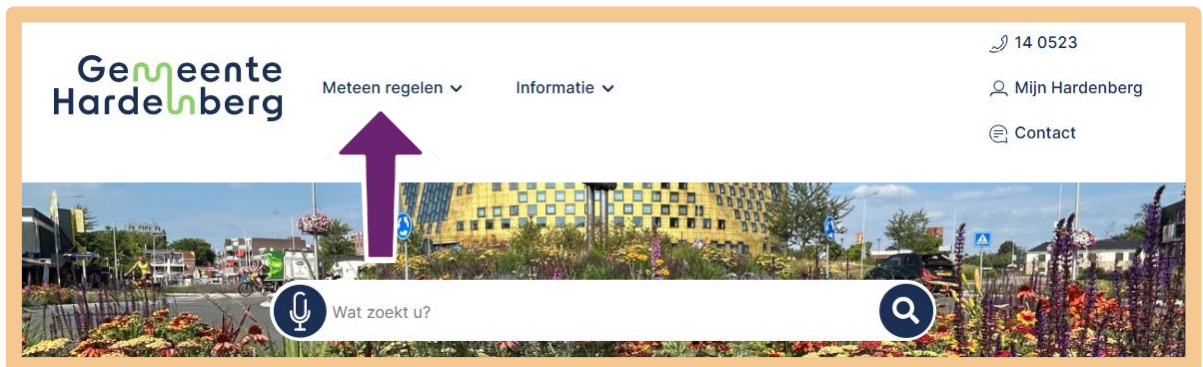 Gemeente
Hardenberg
Meteen regelen
Informatie
14 0523
Mijn Hardenberg
Contact
Wat zoekt u?